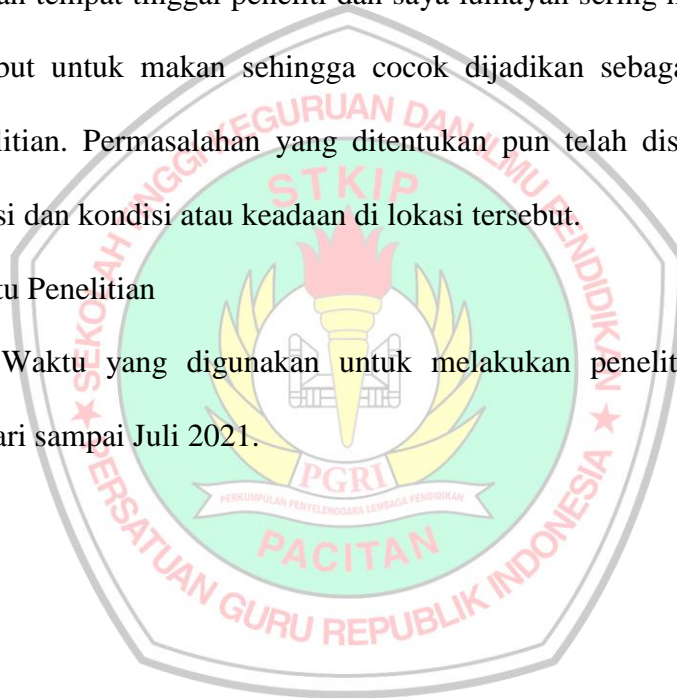 tempat tinggal peneliti dan saya lumayan sering
but untuk makan sehingga cocok dijadikan sebaga
litian. Permasalahan yang ditentukan pun telah dis
si dan kondisi atau keadaan di lokasi tersebut.
tu Penelitian
Waktu yang digunakan untuk melakukan penelit
ari sampai Juli 2021.
SEKOLAH TINGGI KEGURUAN DAN ILMU PENDIDIKAN
STKIP
PGRI
PERKUMPULAN PENYELENGGARA LEMBAGA PENDIDIKAN
PACITAN
PERSATUAN GURU REPUBLIK INDONESIA